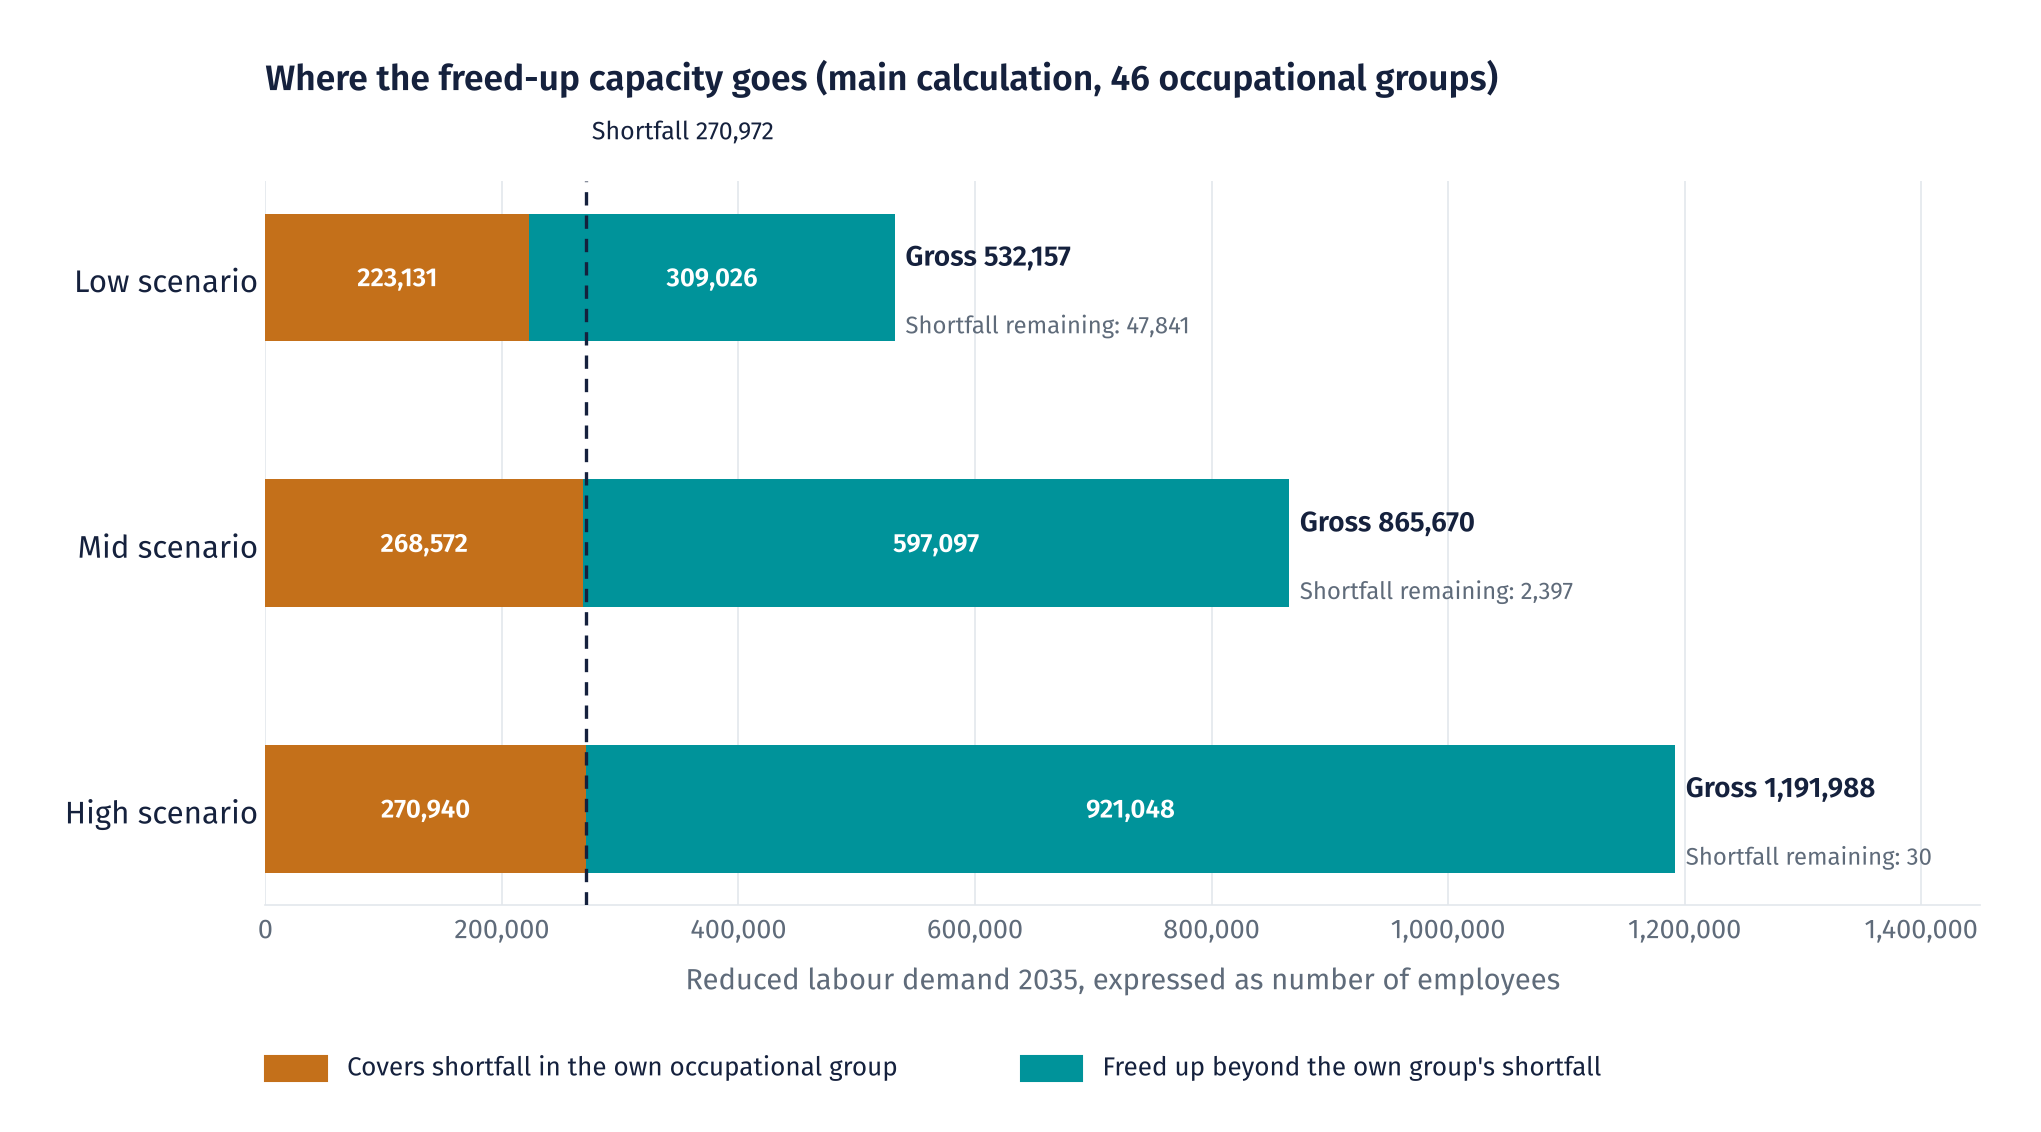 Where the freed-up capacity goes (main calculation, 46 occupational groups)
Shortfall 270,972
Low scenario
223,131
309,026
Gross 532,157
Shortfall remaining: 47,841
Mid scenario
268,572
597,097
Gross 865,670
Shortfall remaining: 2,397
High scenario
270,940
921,048
Gross 1,191,988
Shortfall remaining: 30
0 200,000 400,000 600,000 800,000 1,000,000 1,200,000 1,400,000
Reduced labour demand 2035, expressed as number of employees
Covers shortfall in the own occupational group
Freed up beyond the own group's shortfall